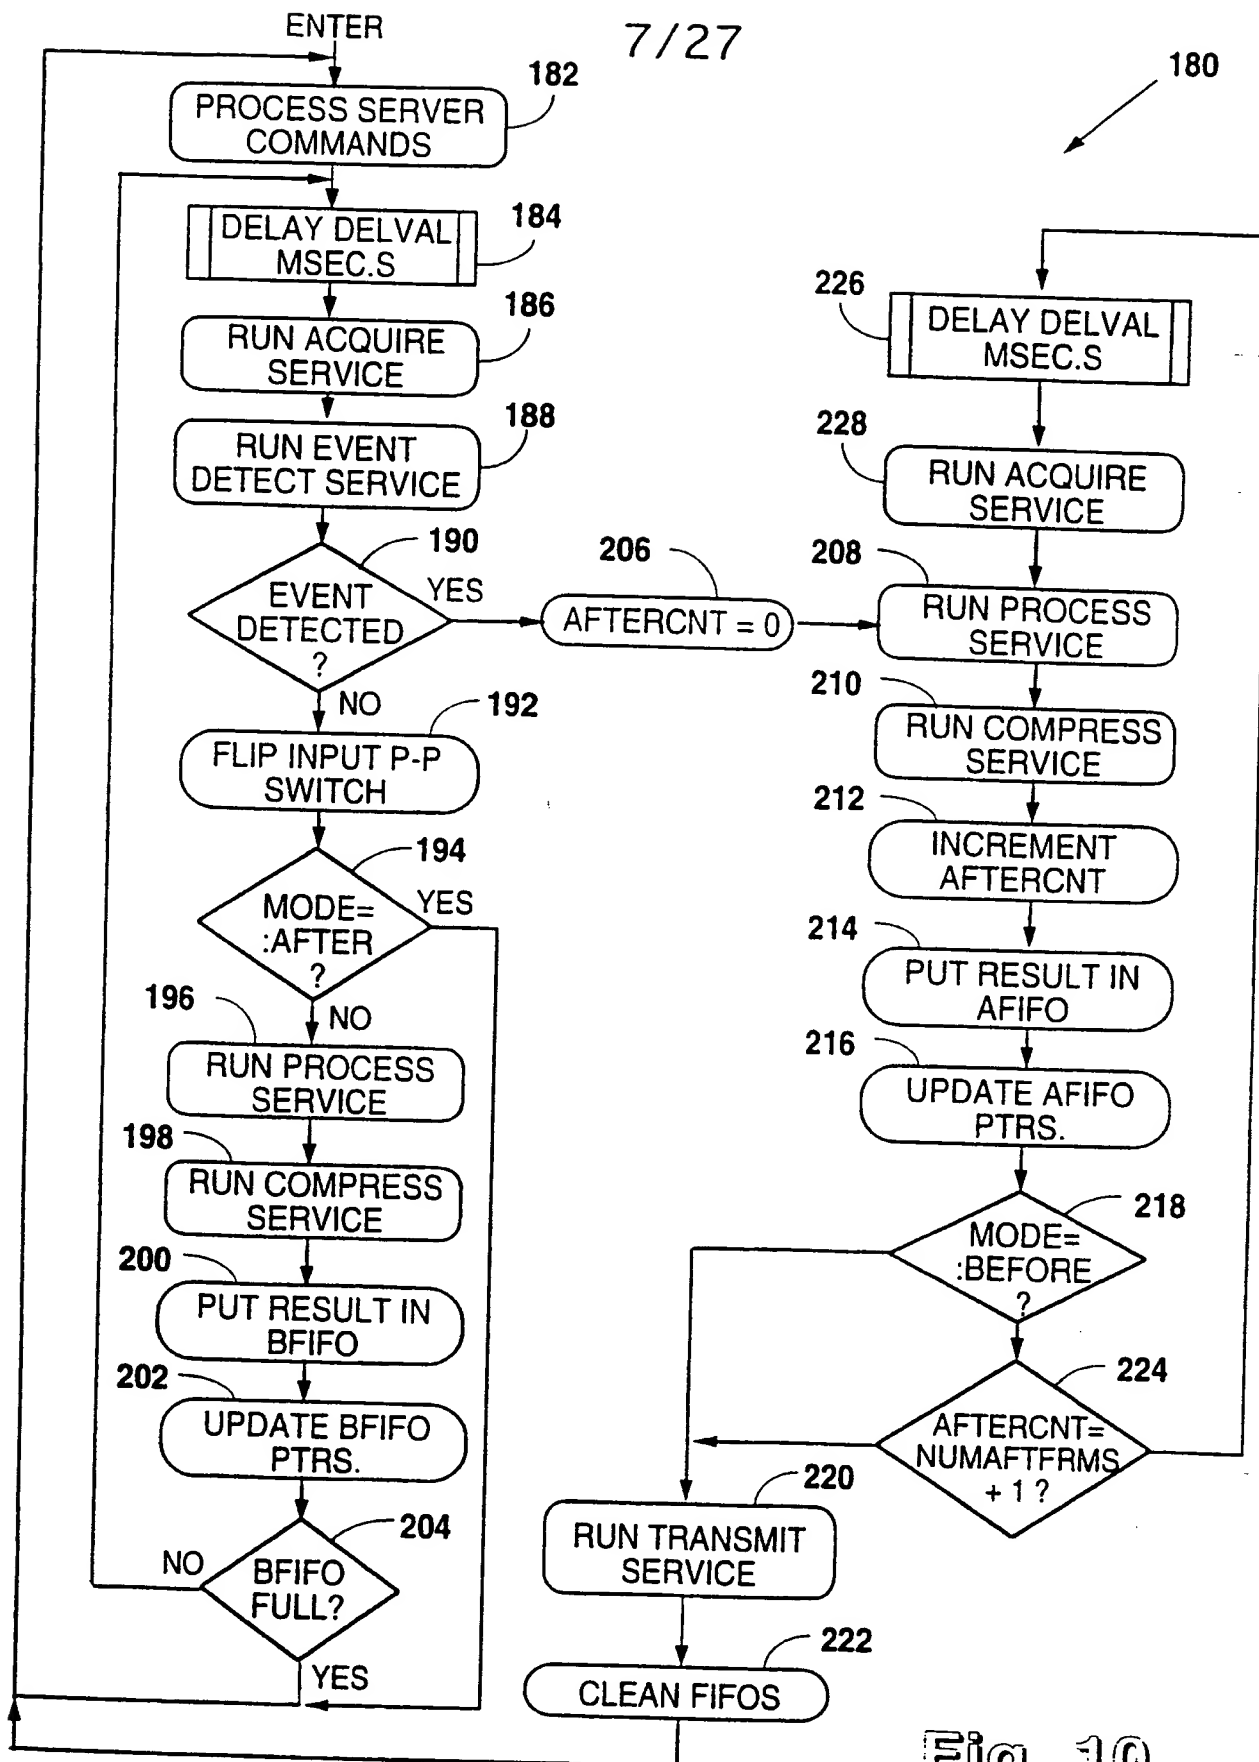 7/27
180
ENTER
182
PROCESS SERVER
COMMANDS
184
DELAY DELVAL
MSEC.S
186
RUN ACQUIRE
SERVICE
188
RUN EVENT
DETECT SERVICE
190
EVENT
DETECTED
?
YES
NO
192
FLIP INPUT P-P
SWITCH
194
MODE=
:AFTER
?
YES
NO
196
RUN PROCESS
SERVICE
198
RUN COMPRESS
SERVICE
200
PUT RESULT IN
BFIFO
202
UPDATE BFIFO
PTRS.
204
BFIFO
FULL?
NO
YES
206
AFTERCNT = 0
226
DELAY DELVAL
MSEC.S
228
RUN ACQUIRE
SERVICE
208
RUN PROCESS
SERVICE
210
RUN COMPRESS
SERVICE
212
INCREMENT
AFTERCNT
214
PUT RESULT IN
AFIFO
216
UPDATE AFIFO
PTRS.
218
MODE=
:BEFORE
?
224
AFTERCNT=
NUMAFTFRMS
+ 1 ?
220
RUN TRANSMIT
SERVICE
222
CLEAN FIFOS
Fig. 10